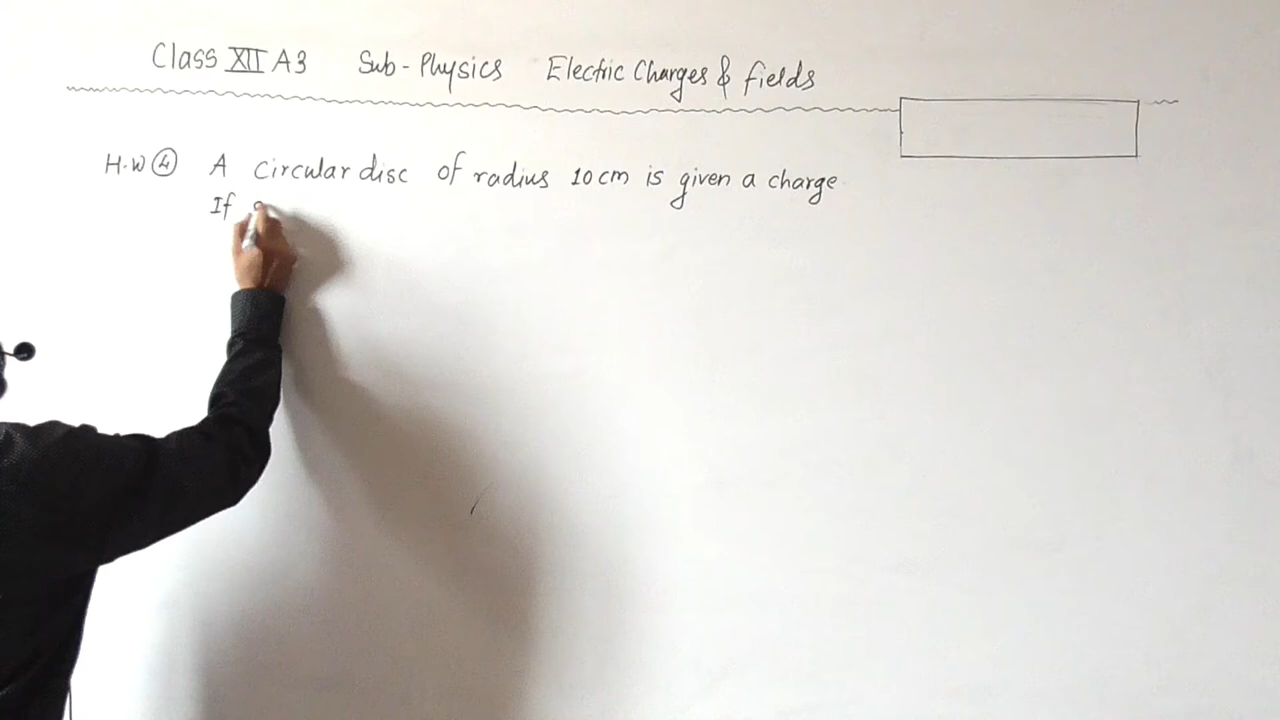 Class XII A3 Sub - Physics Electric Charges & fields
H.W ④ A Circular disc of radius 10 cm is given a charge
If